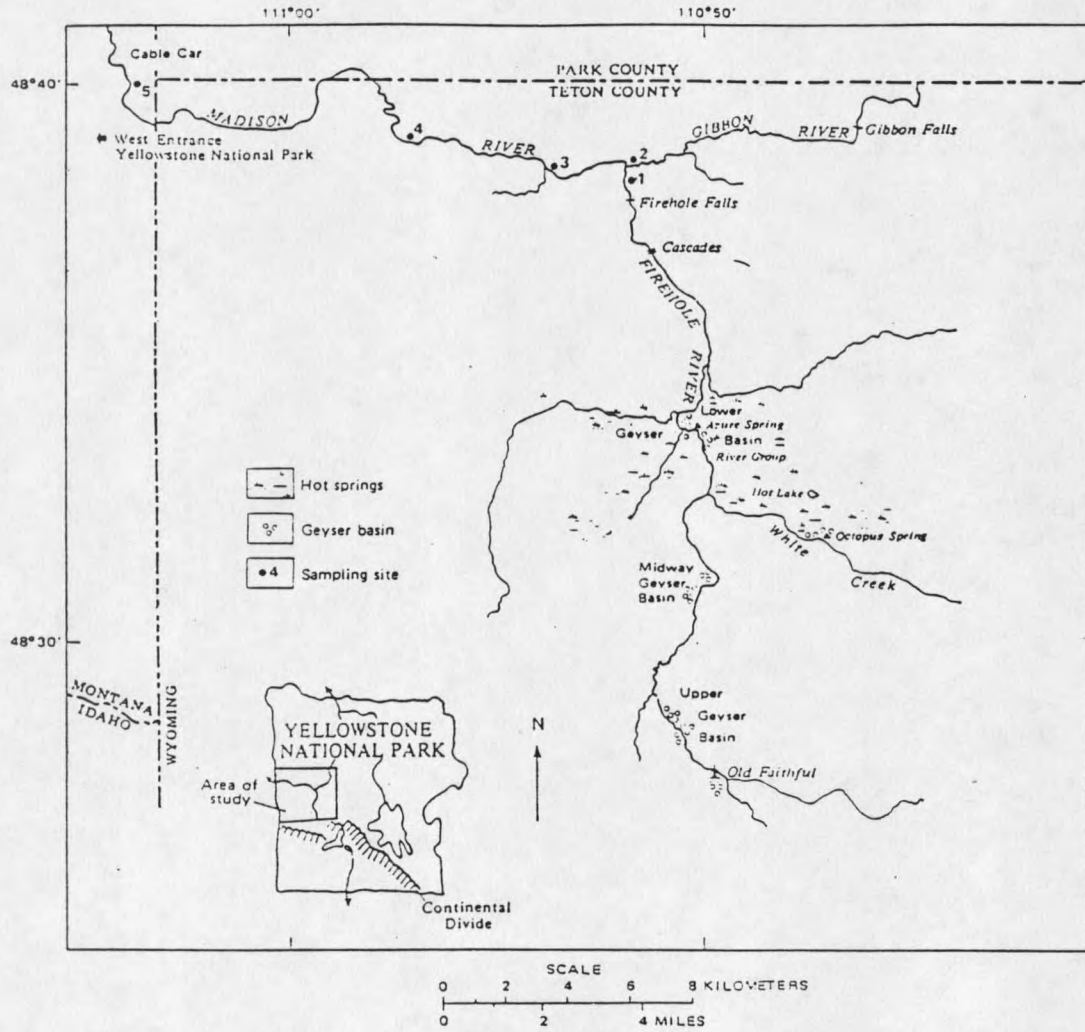 111°00'
110°50'
Cable Car
5
48°40'
PARK COUNTY
TETON COUNTY
MADISON
RIVER
GIBBON
RIVER
Gibbon Falls
West Entrance
Yellowstone National Park
4
3
2
1
Firehole Falls
Cascades
FIREHOLE
RIVER
Lower
Azure Spring
Geyser
Basin
River Group
Hot Lake
Octopus Spring
White
Creek
Hot springs
Geyser basin
4 Sampling site
Midway
Geyser
Basin
48°30'
MONTANA
IDAHO
WYOMING
Upper
Geyser
Basin
Old Faithful
N
YELLOWSTONE
NATIONAL PARK
Area of
study
Continental
Divide
SCALE
0 2 4 6 8 KILOMETERS
0 2 4 MILES